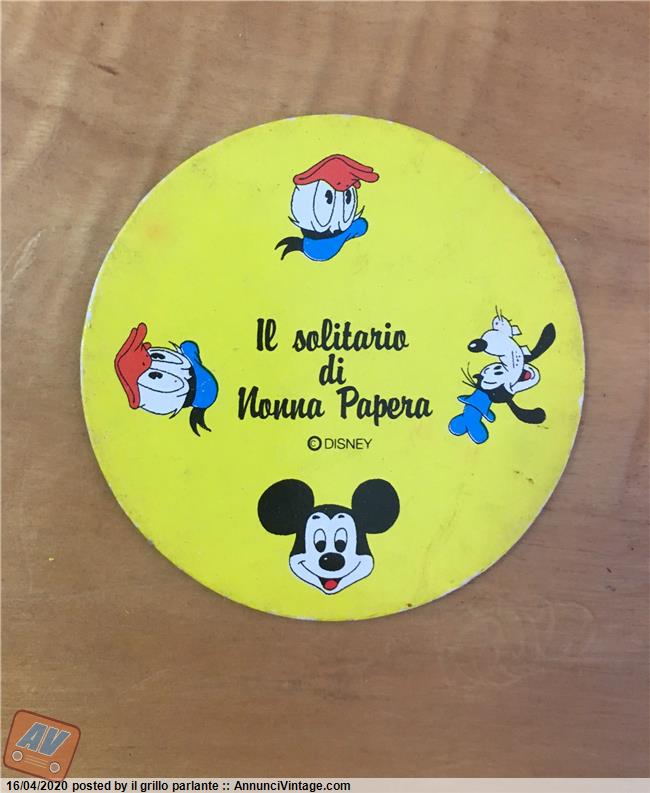 Il solitario
di
Nonna Papera
© DISNEY
AV
16/04/2020 posted by il grillo parlante :: AnnunciVintage.com